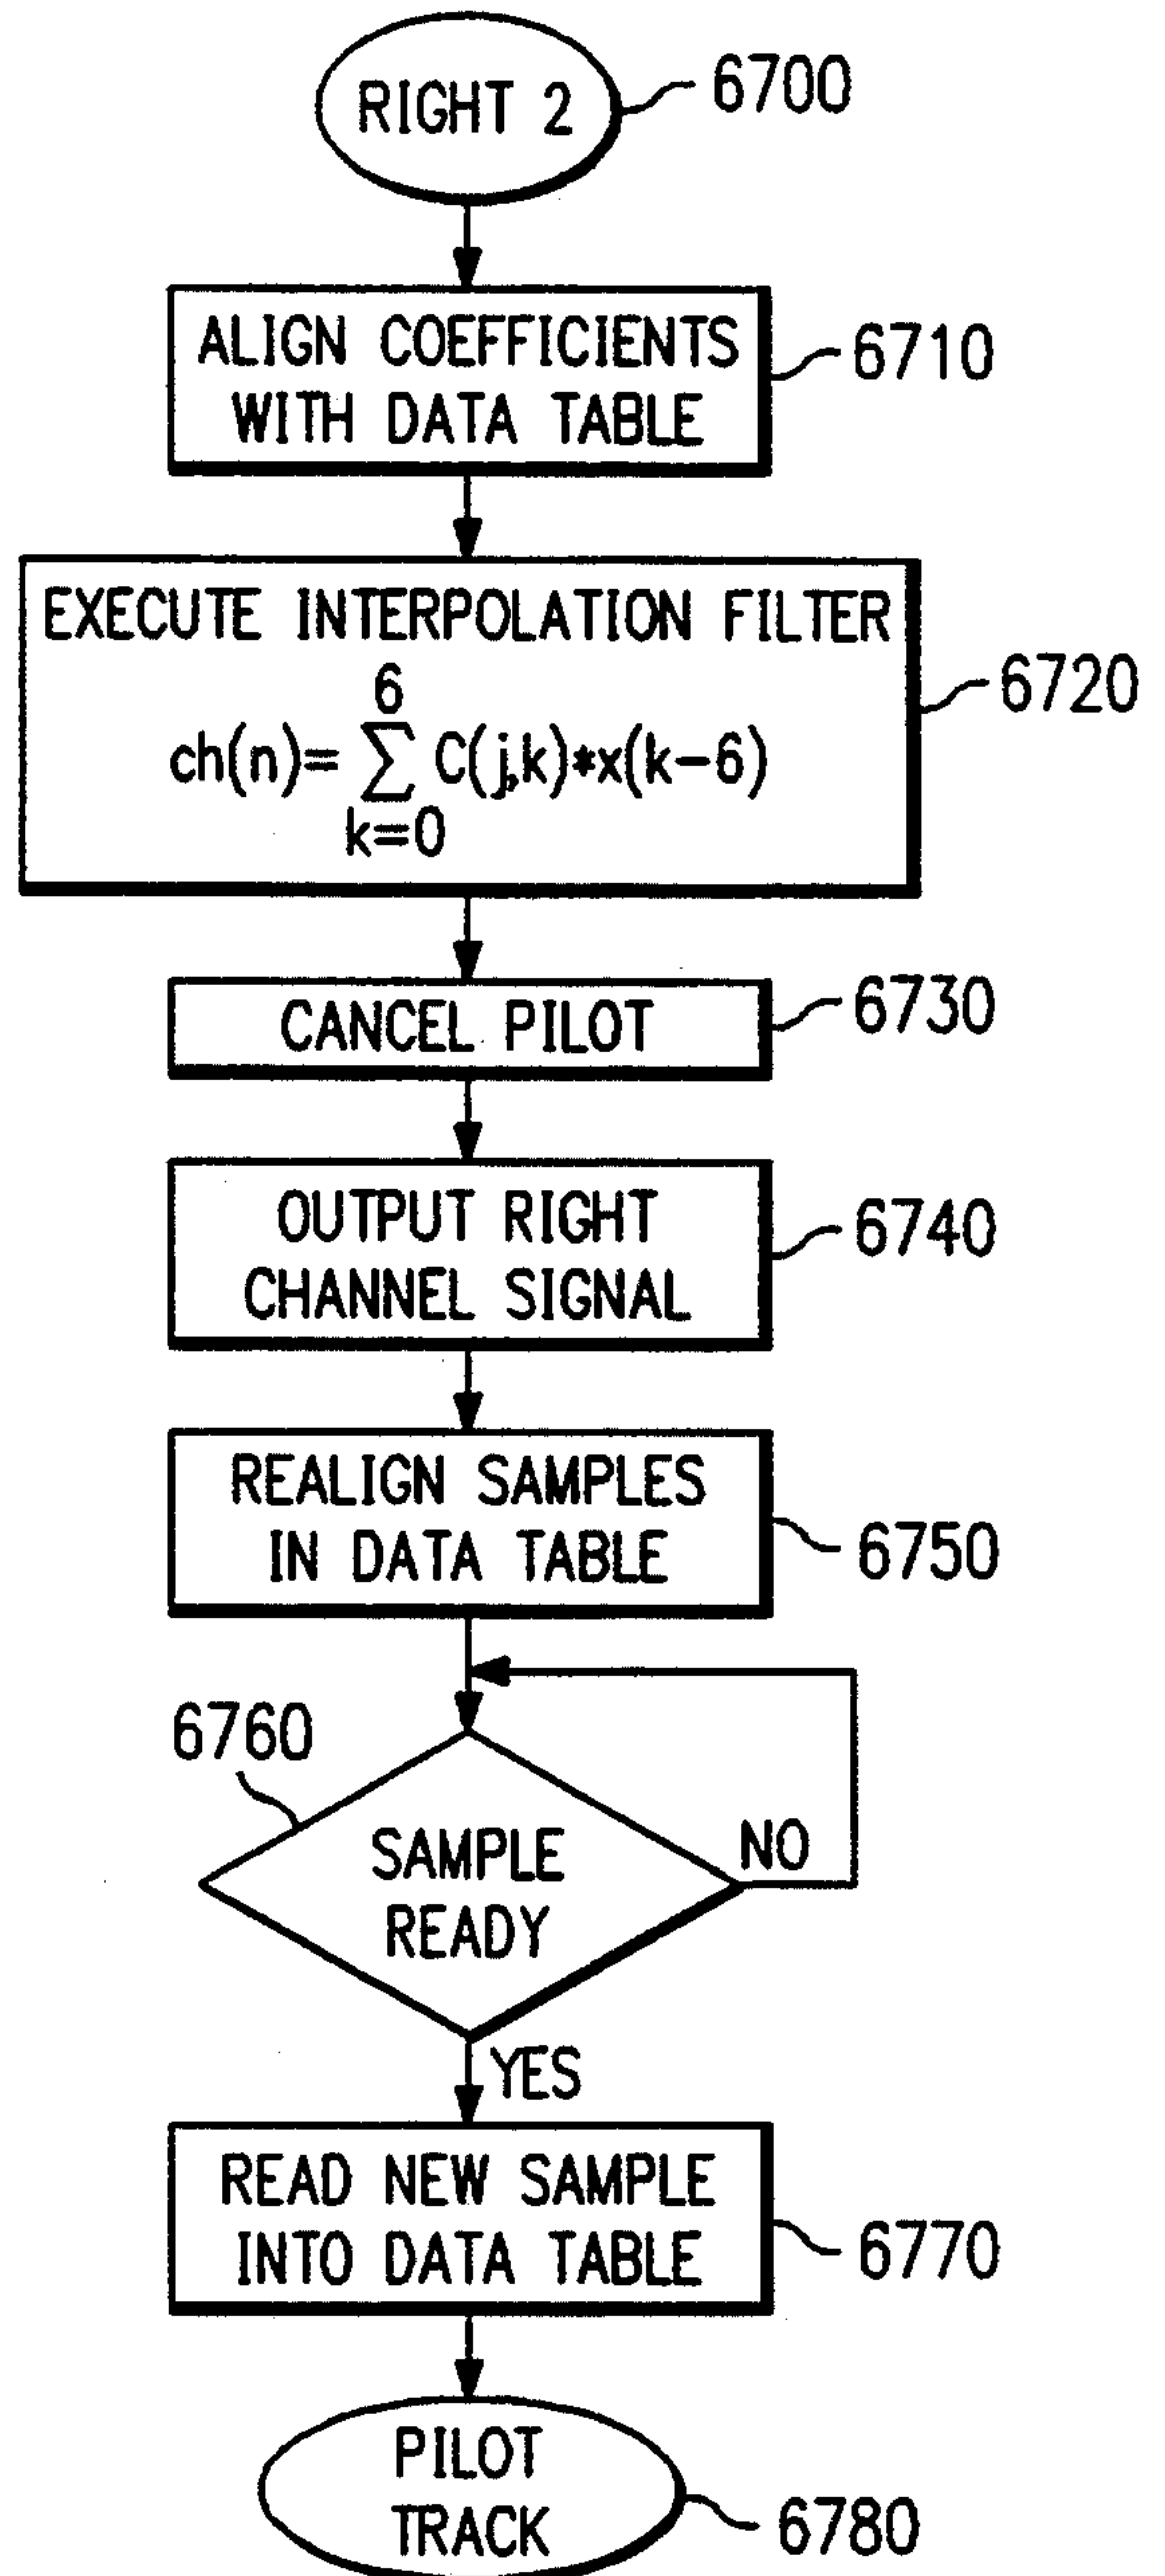 RIGHT 2
6700
ALIGN COEFFICIENTS
WITH DATA TABLE
6710
EXECUTE INTERPOLATION FILTER
6
ch(n)= ∑ C(j,k)*x(k-6)
k=0
6720
CANCEL PILOT
6730
OUTPUT RIGHT
CHANNEL SIGNAL
6740
REALIGN SAMPLES
IN DATA TABLE
6750
6760
SAMPLE
READY
NO
YES
READ NEW SAMPLE
INTO DATA TABLE
6770
PILOT
TRACK
6780